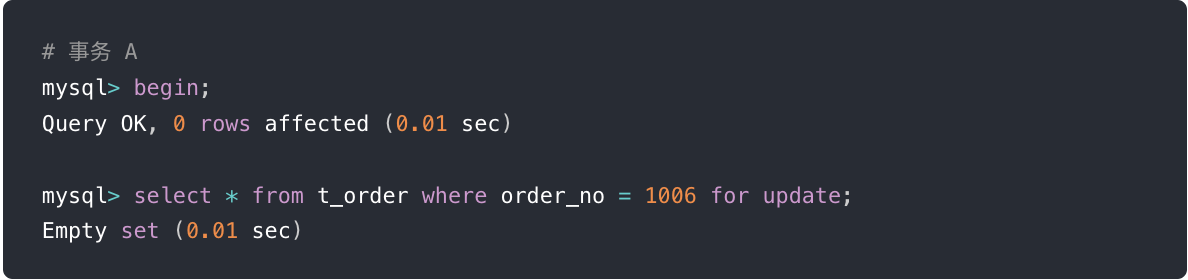 # 事务 A
mysql> begin;
Query OK, 0 rows affected (0.01 sec)
mysql> select * from t_order where order_no = 1006 for update;
Empty set (0.01 sec)